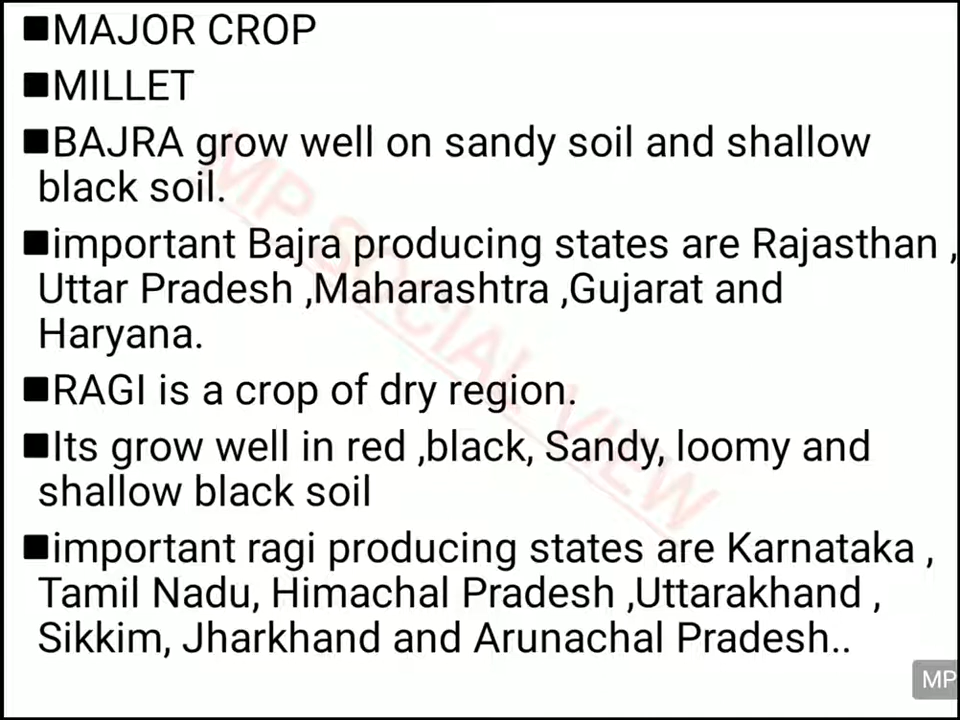 ■MAJOR CROP
■MILLET
■BAJRA grow well on sandy soil and shallow
black soil.
■important Bajra producing states are Rajasthan ,
Uttar Pradesh ,Maharashtra ,Gujarat and
Haryana.
■RAGI is a crop of dry region.
■Its grow well in red ,black, Sandy, loomy and
shallow black soil
■important ragi producing states are Karnataka ,
Tamil Nadu, Himachal Pradesh ,Uttarakhand ,
Sikkim, Jharkhand and Arunachal Pradesh..
MP SOCIAL VIEW
MP